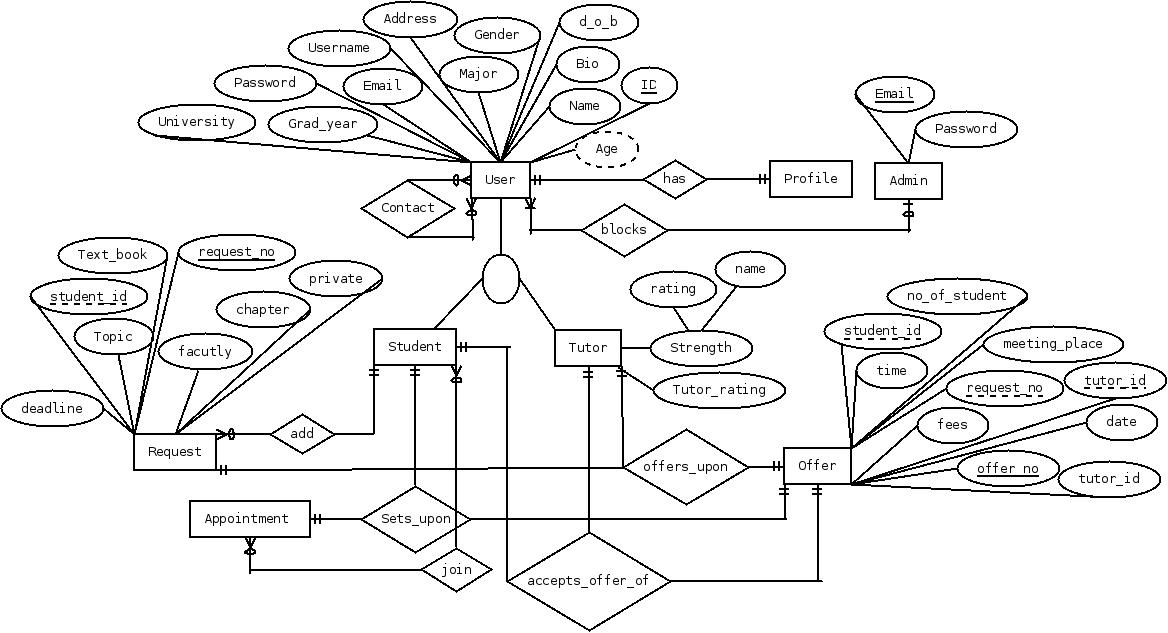 Address
d_o_b
Gender
Username
Bio
Major
Password
Email
ID
Email
Name
University
Grad_year
Password
Age
User
has
Profile
Admin
Contact
blocks
request_no
Text_book
name
private
rating
student_id
no_of_student
chapter
student_id
Topic
meeting_place
Student
Tutor
Strength
facutly
time
tutor_id
request_no
Tutor_rating
deadline
date
fees
add
Request
offers_upon
Offer
offer_no
tutor_id
Appointment
Sets_upon
join
accepts_offer_of